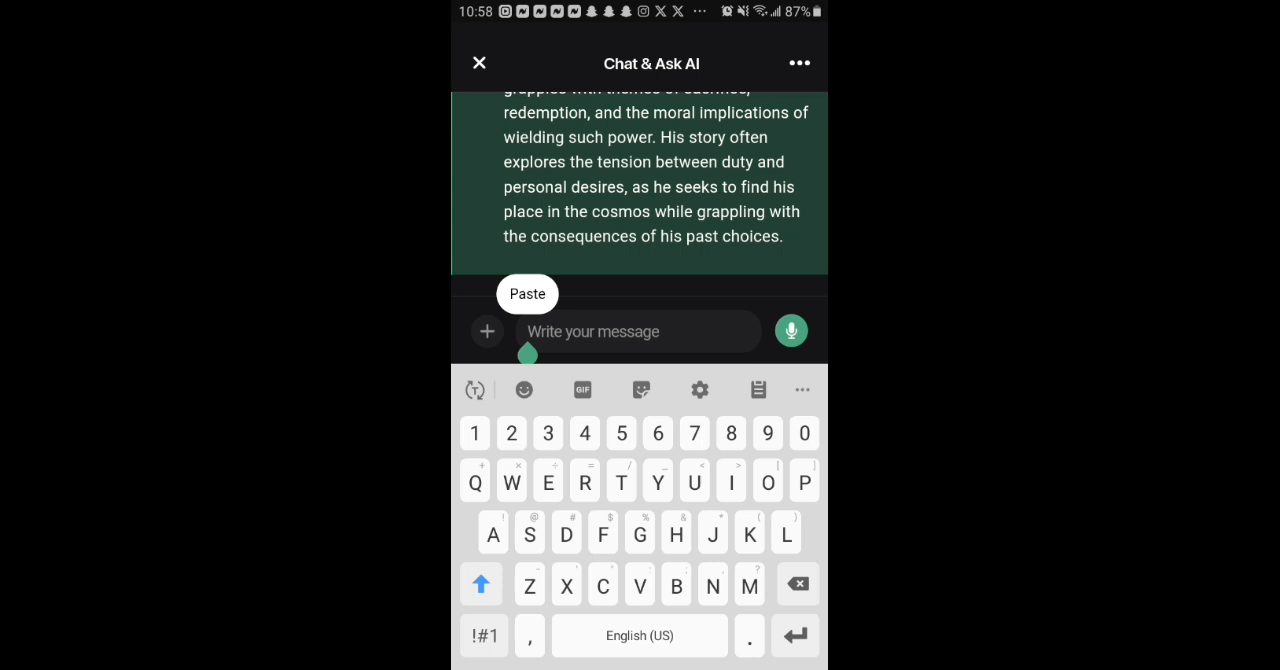 10:58 87%
Chat & Ask AI
redemption, and the moral implications of
wielding such power. His story often
explores the tension between duty and
personal desires, as he seeks to find his
place in the cosmos while grappling with
the consequences of his past choices.
Paste
Write your message
GIF
1 2 3 4 5 6 7 8 9 0
Q W E R T Y U I O P
A S D F G H J K L
Z X C V B N M
!#1 , English (US) .